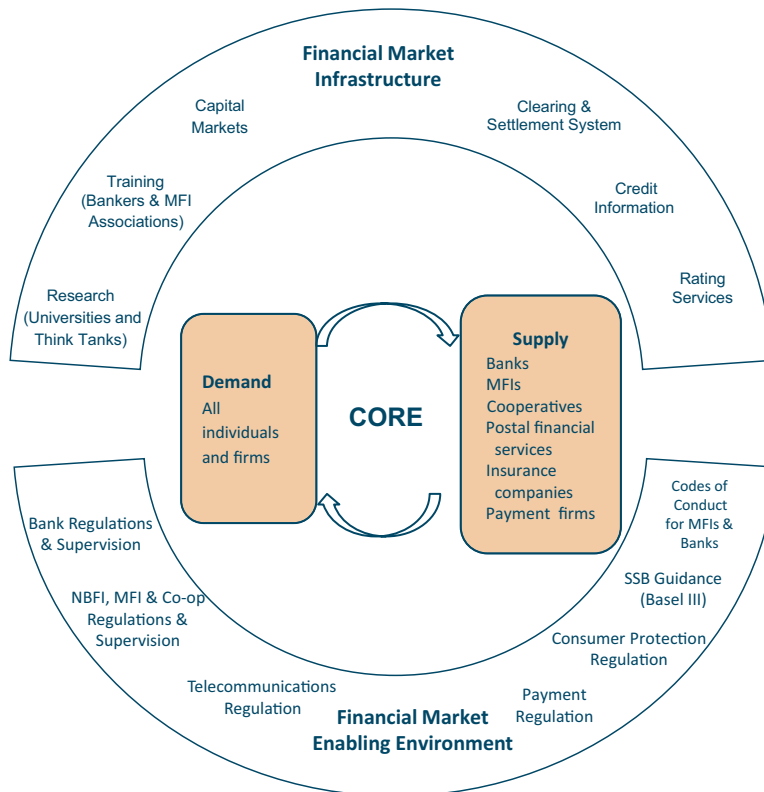 Financial Market
Infrastructure
Capital
Markets
Clearing &
Settlement System
Training
(Bankers & MFI
Associations)
Credit
Information
Research
(Universities and
Think Tanks)
Rating
Services
Demand
All
individuals
and firms
CORE
Supply
Banks
MFIs
Cooperatives
Postal financial
services
Insurance
companies
Payment firms
Bank Regulations
& Supervision
NBFI, MFI & Co-op
Regulations &
Supervision
Telecommunications
Regulation
Financial Market
Enabling Environment
Payment
Regulation
Consumer Protection
Regulation
SSB Guidance
(Basel III)
Codes of
Conduct
for MFIs &
Banks